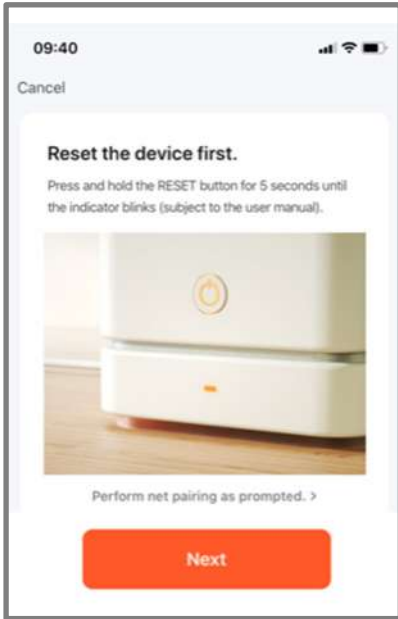 09:40
Cancel
Reset the device first.
Press and hold the RESET button for 5 seconds until
the indicator blinks (subject to the user manual).
Perform net pairing as prompted. >
Next